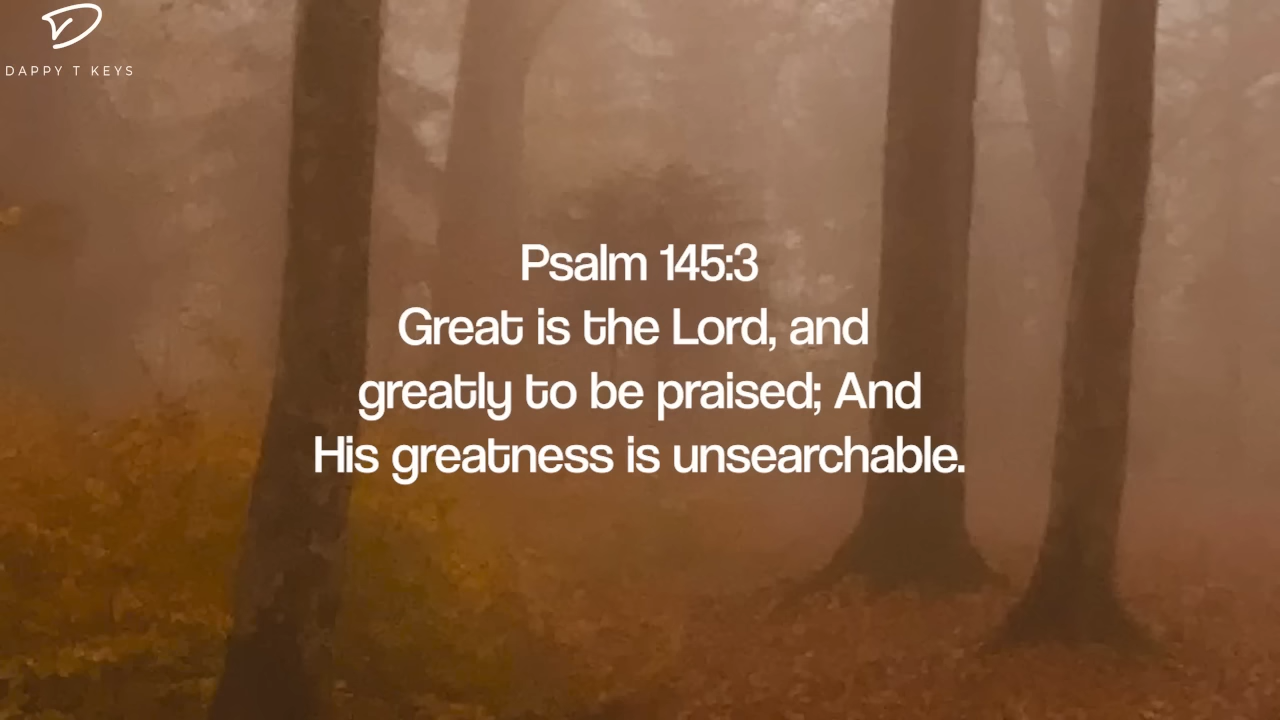 DAPPY T KEYS
Psalm 145:3
Great is the Lord, and
greatly to be praised; And
His greatness is unsearchable.